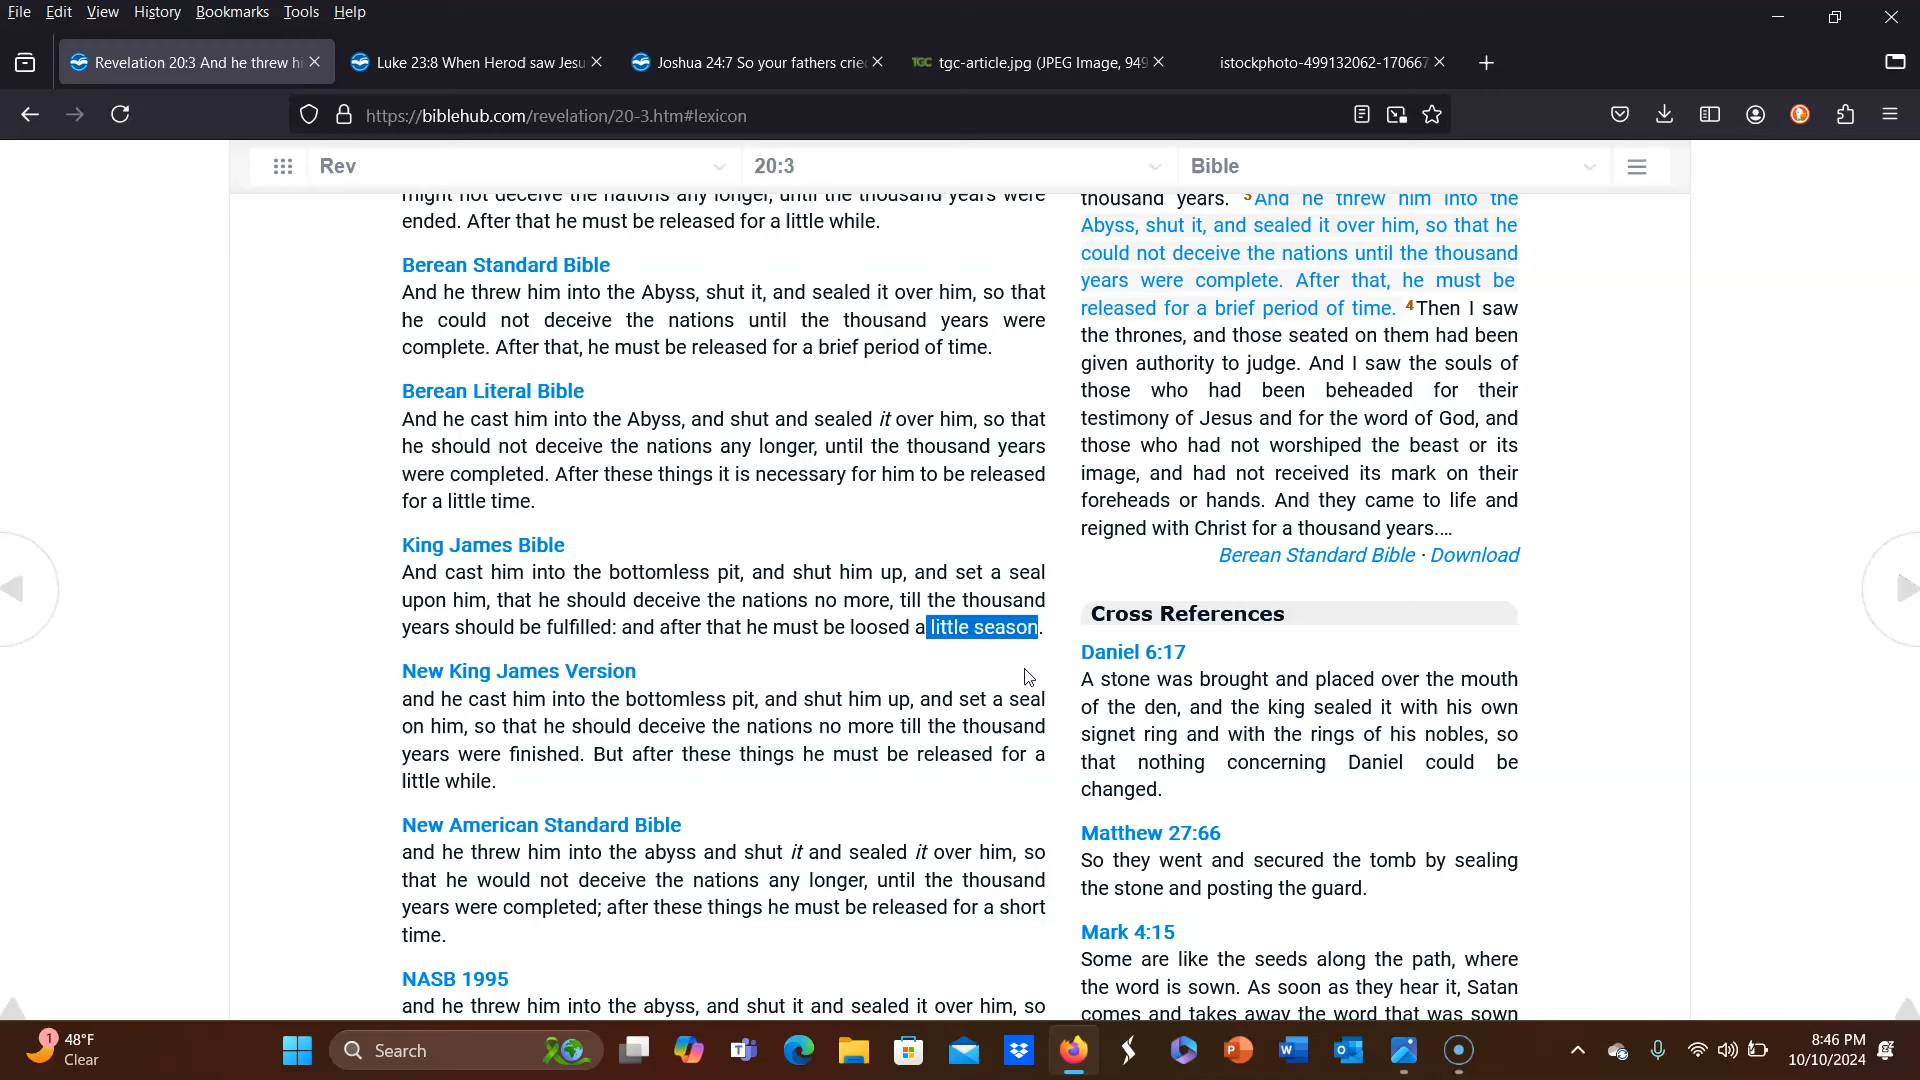 File Edit View History Bookmarks Tools Help
Revelation 20:3 And he threw hi
Luke 23:8 When Herod saw Jesu
Joshua 24:7 So your fathers crie
TGC tgc-article.jpg (JPEG Image, 949
istockphoto-499132062-170667
https://biblehub.com/revelation/20-3.htm#lexicon
Rev 20:3 Bible
might not deceive the nations any longer, until the thousand years were
ended. After that he must be released for a little while.
Berean Standard Bible
And he threw him into the Abyss, shut it, and sealed it over him, so that
he could not deceive the nations until the thousand years were
complete. After that, he must be released for a brief period of time.
Berean Literal Bible
And he cast him into the Abyss, and shut and sealed it over him, so that
he should not deceive the nations any longer, until the thousand years
were completed. After these things it is necessary for him to be released
for a little time.
King James Bible
And cast him into the bottomless pit, and shut him up, and set a seal
upon him, that he should deceive the nations no more, till the thousand
years should be fulfilled: and after that he must be loosed a little season.
New King James Version
and he cast him into the bottomless pit, and shut him up, and set a seal
on him, so that he should deceive the nations no more till the thousand
years were finished. But after these things he must be released for a
little while.
New American Standard Bible
and he threw him into the abyss and shut it and sealed it over him, so
that he would not deceive the nations any longer, until the thousand
years were completed; after these things he must be released for a short
time.
NASB 1995
and he threw him into the abyss, and shut it and sealed it over him, so
thousand years. 3And he threw him into the
Abyss, shut it, and sealed it over him, so that he
could not deceive the nations until the thousand
years were complete. After that, he must be
released for a brief period of time. 4Then I saw
the thrones, and those seated on them had been
given authority to judge. And I saw the souls of
those who had been beheaded for their
testimony of Jesus and for the word of God, and
those who had not worshiped the beast or its
image, and had not received its mark on their
foreheads or hands. And they came to life and
reigned with Christ for a thousand years.…
Berean Standard Bible · Download
Cross References
Daniel 6:17
A stone was brought and placed over the mouth
of the den, and the king sealed it with his own
signet ring and with the rings of his nobles, so
that nothing concerning Daniel could be
changed.
Matthew 27:66
So they went and secured the tomb by sealing
the stone and posting the guard.
Mark 4:15
Some are like the seeds along the path, where
the word is sown. As soon as they hear it, Satan
comes and takes away the word that was sown
1
48°F
Clear
Search
8:46 PM
10/10/2024